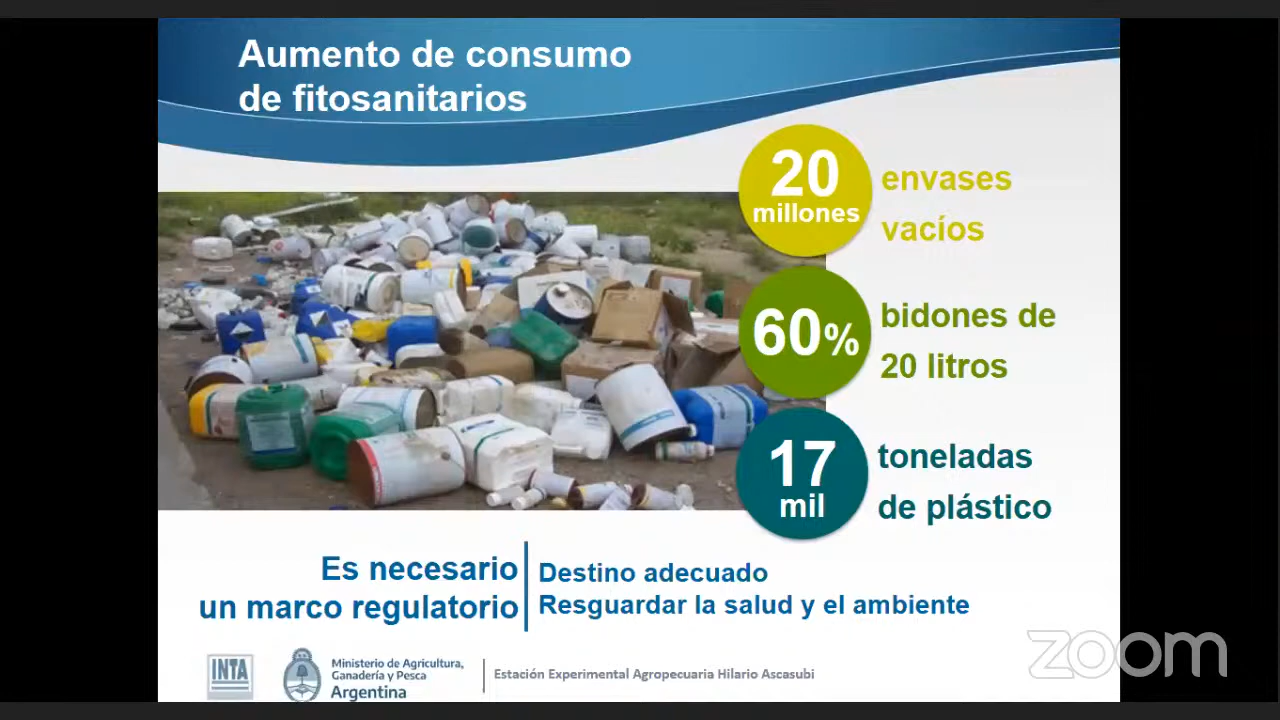 Aumento de consumo
de fitosanitarios
20
millones
envases
vacíos
60%
bidones de
20 litros
17
mil
toneladas
de plástico
Es necesario
un marco regulatorio
Destino adecuado
Resguardar la salud y el ambiente
INTA
Ministerio de Agricultura,
Ganadería y Pesca
Argentina
Estación Experimental Agropecuaria Hilario Ascasubi
zoom